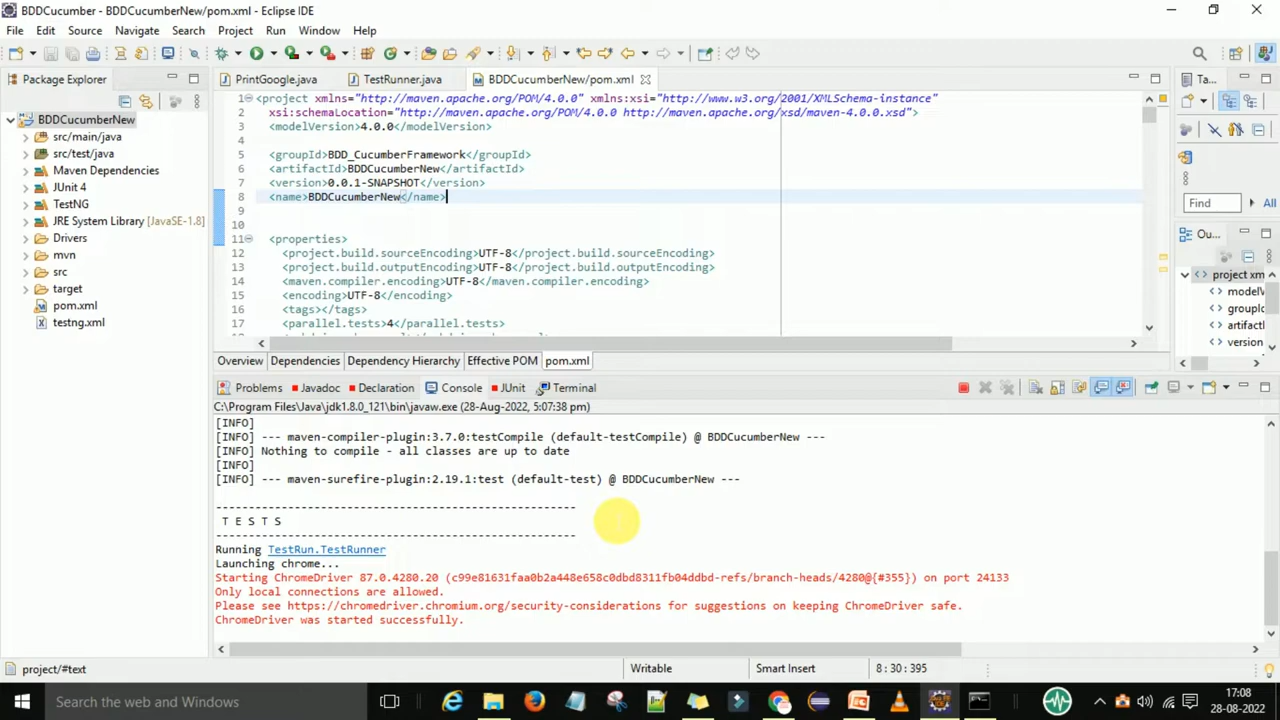 BDDCucumber - BDDCucumberNew/pom.xml - Eclipse IDE
File Edit Source Refactor Navigate Search Project Run Window Help
Package Explorer
PrintGoogle.java TestRunner.java BDDCucumberNew/pom.xml
Ta...
BDDCucumberNew
src/main/java
src/test/java
Maven Dependencies
JUnit 4
TestNG
JRE System Library [JavaSE-1.8]
Drivers
mvn
src
target
pom.xml
testng.xml
1 <project xmlns="http://maven.apache.org/POM/4.0.0" xmlns:xsi="http://www.w3.org/2001/XMLSchema-instance"
2 xsi:schemaLocation="http://maven.apache.org/POM/4.0.0 http://maven.apache.org/xsd/maven-4.0.0.xsd">
3 <modelVersion>4.0.0</modelVersion>
4
5 <groupId>BDD_CucumberFramework</groupId>
6 <artifactId>BDDCucumberNew</artifactId>
7 <version>0.0.1-SNAPSHOT</version>
8 <name>BDDCucumberNew</name>
9
10
11 <properties>
12 <project.build.sourceEncoding>UTF-8</project.build.sourceEncoding>
13 <project.build.outputEncoding>UTF-8</project.build.outputEncoding>
14 <maven.compiler.encoding>UTF-8</maven.compiler.encoding>
15 <encoding>UTF-8</encoding>
16 <tags></tags>
17 <parallel.tests>4</parallel.tests>
Find All
Ou...
project xm
model
groupI
artifact
version
Overview Dependencies Dependency Hierarchy Effective POM pom.xml
Problems Javadoc Declaration Console JUnit Terminal
C:\Program Files\Java\jdk1.8.0_121\bin\javaw.exe (28-Aug-2022, 5:07:38 pm)
[INFO]
[INFO] --- maven-compiler-plugin:3.7.0:testCompile (default-testCompile) @ BDDCucumberNew ---
[INFO] Nothing to compile - all classes are up to date
[INFO]
[INFO] --- maven-surefire-plugin:2.19.1:test (default-test) @ BDDCucumberNew ---
-------------------------------------------------------
T E S T S
-------------------------------------------------------
Running TestRun.TestRunner
Launching chrome...
Starting ChromeDriver 87.0.4280.20 (c99e81631faa0b2a448e658c0dbd8311fb04ddbd-refs/branch-heads/4280@{#355}) on port 24133
Only local connections are allowed.
Please see https://chromedriver.chromium.org/security-considerations for suggestions on keeping ChromeDriver safe.
ChromeDriver was started successfully.
project/#text Writable Smart Insert 8 : 30 : 395
Search the web and Windows
17:08
28-08-2022